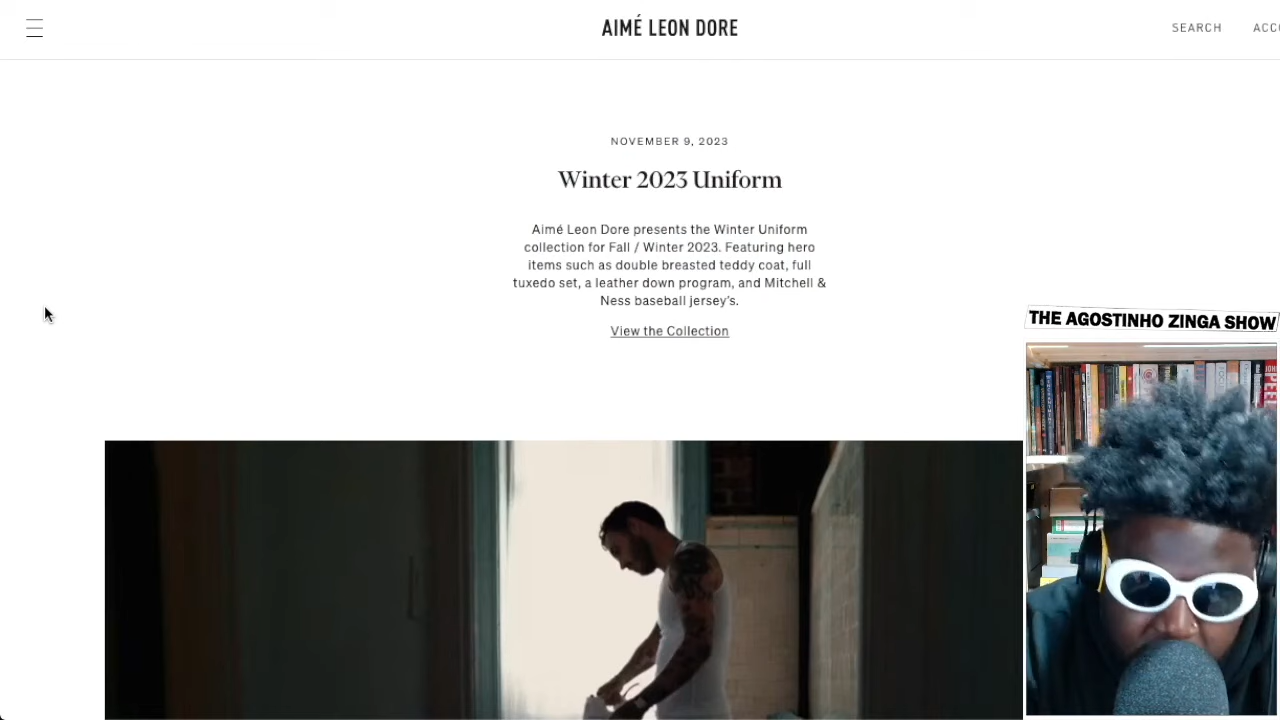 AIMÉ LEON DORE
SEARCH
NOVEMBER 9, 2023
Winter 2023 Uniform
Aimé Leon Dore presents the Winter Uniform
collection for Fall / Winter 2023. Featuring hero
items such as double breasted teddy coat, full
tuxedo set, a leather down program, and Mitchell &
Ness baseball jersey's.
View the Collection
THE AGOSTINHO ZINGA SHOW